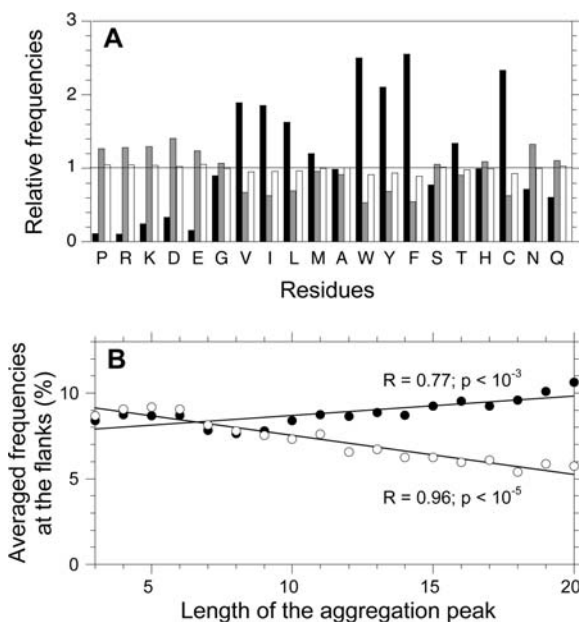 3
A
2
1
0
Relative frequencies
P R K D E G V I L M A W Y F S T H C N Q
Residues
B
10
5
0
Averaged frequencies
at the flanks (%)
R = 0.77; p < 10⁻³
R = 0.96; p < 10⁻⁵
5 10 15 20
Length of the aggregation peak